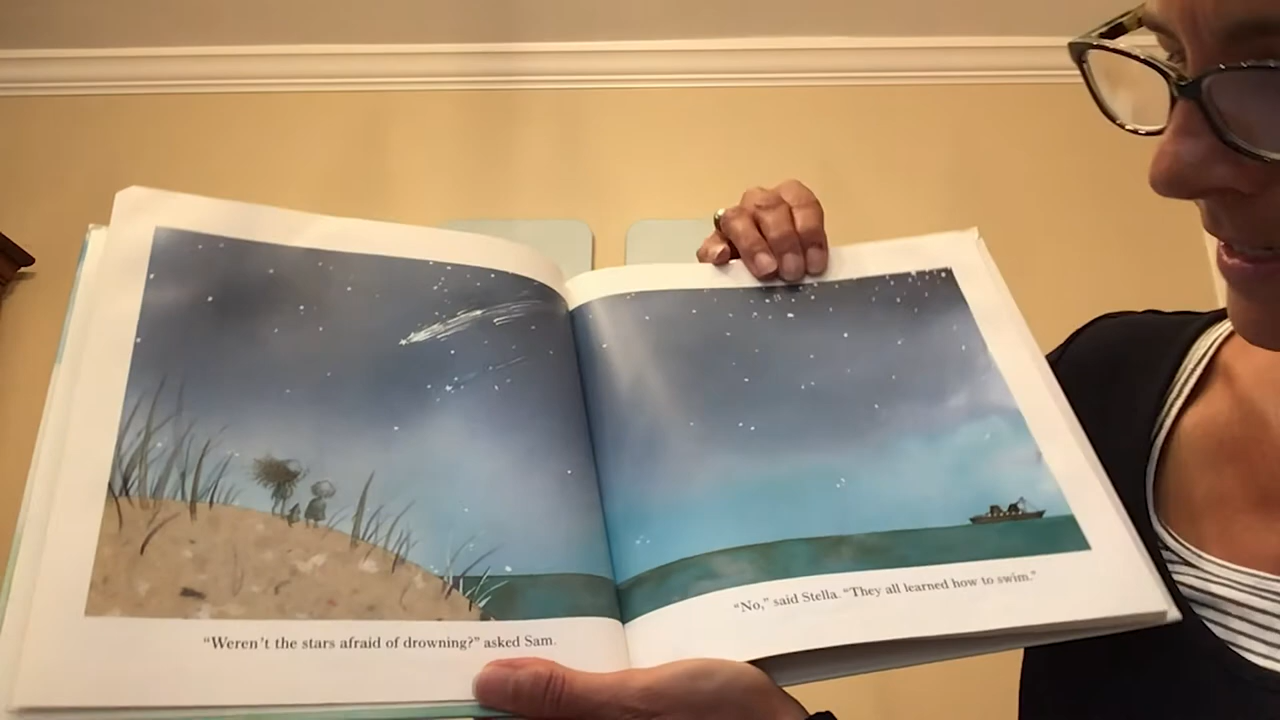 “Weren’t the stars afraid of drowning?” asked Sam.
“No,” said Stella. “They all learned how to swim.”